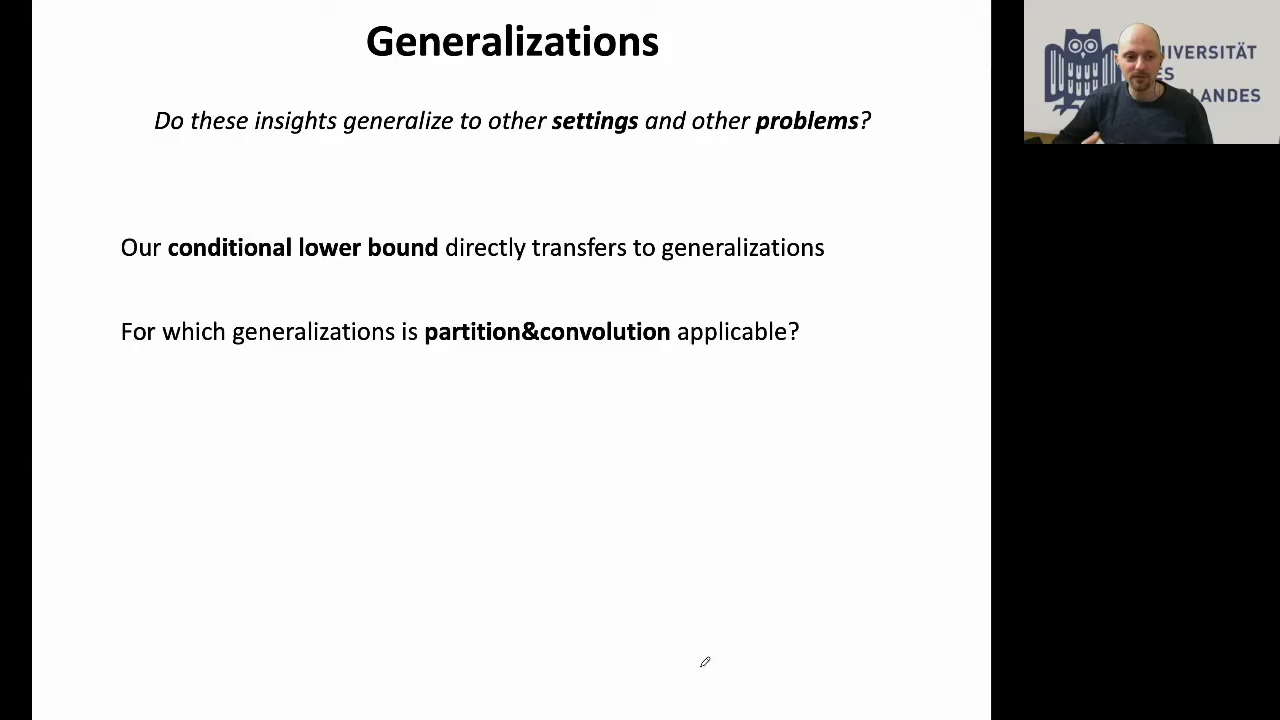 Generalizations
Do these insights generalize to other settings and other problems?
Our conditional lower bound directly transfers to generalizations
For which generalizations is partition&convolution applicable?
IVERSITÄT
ES
LANDES